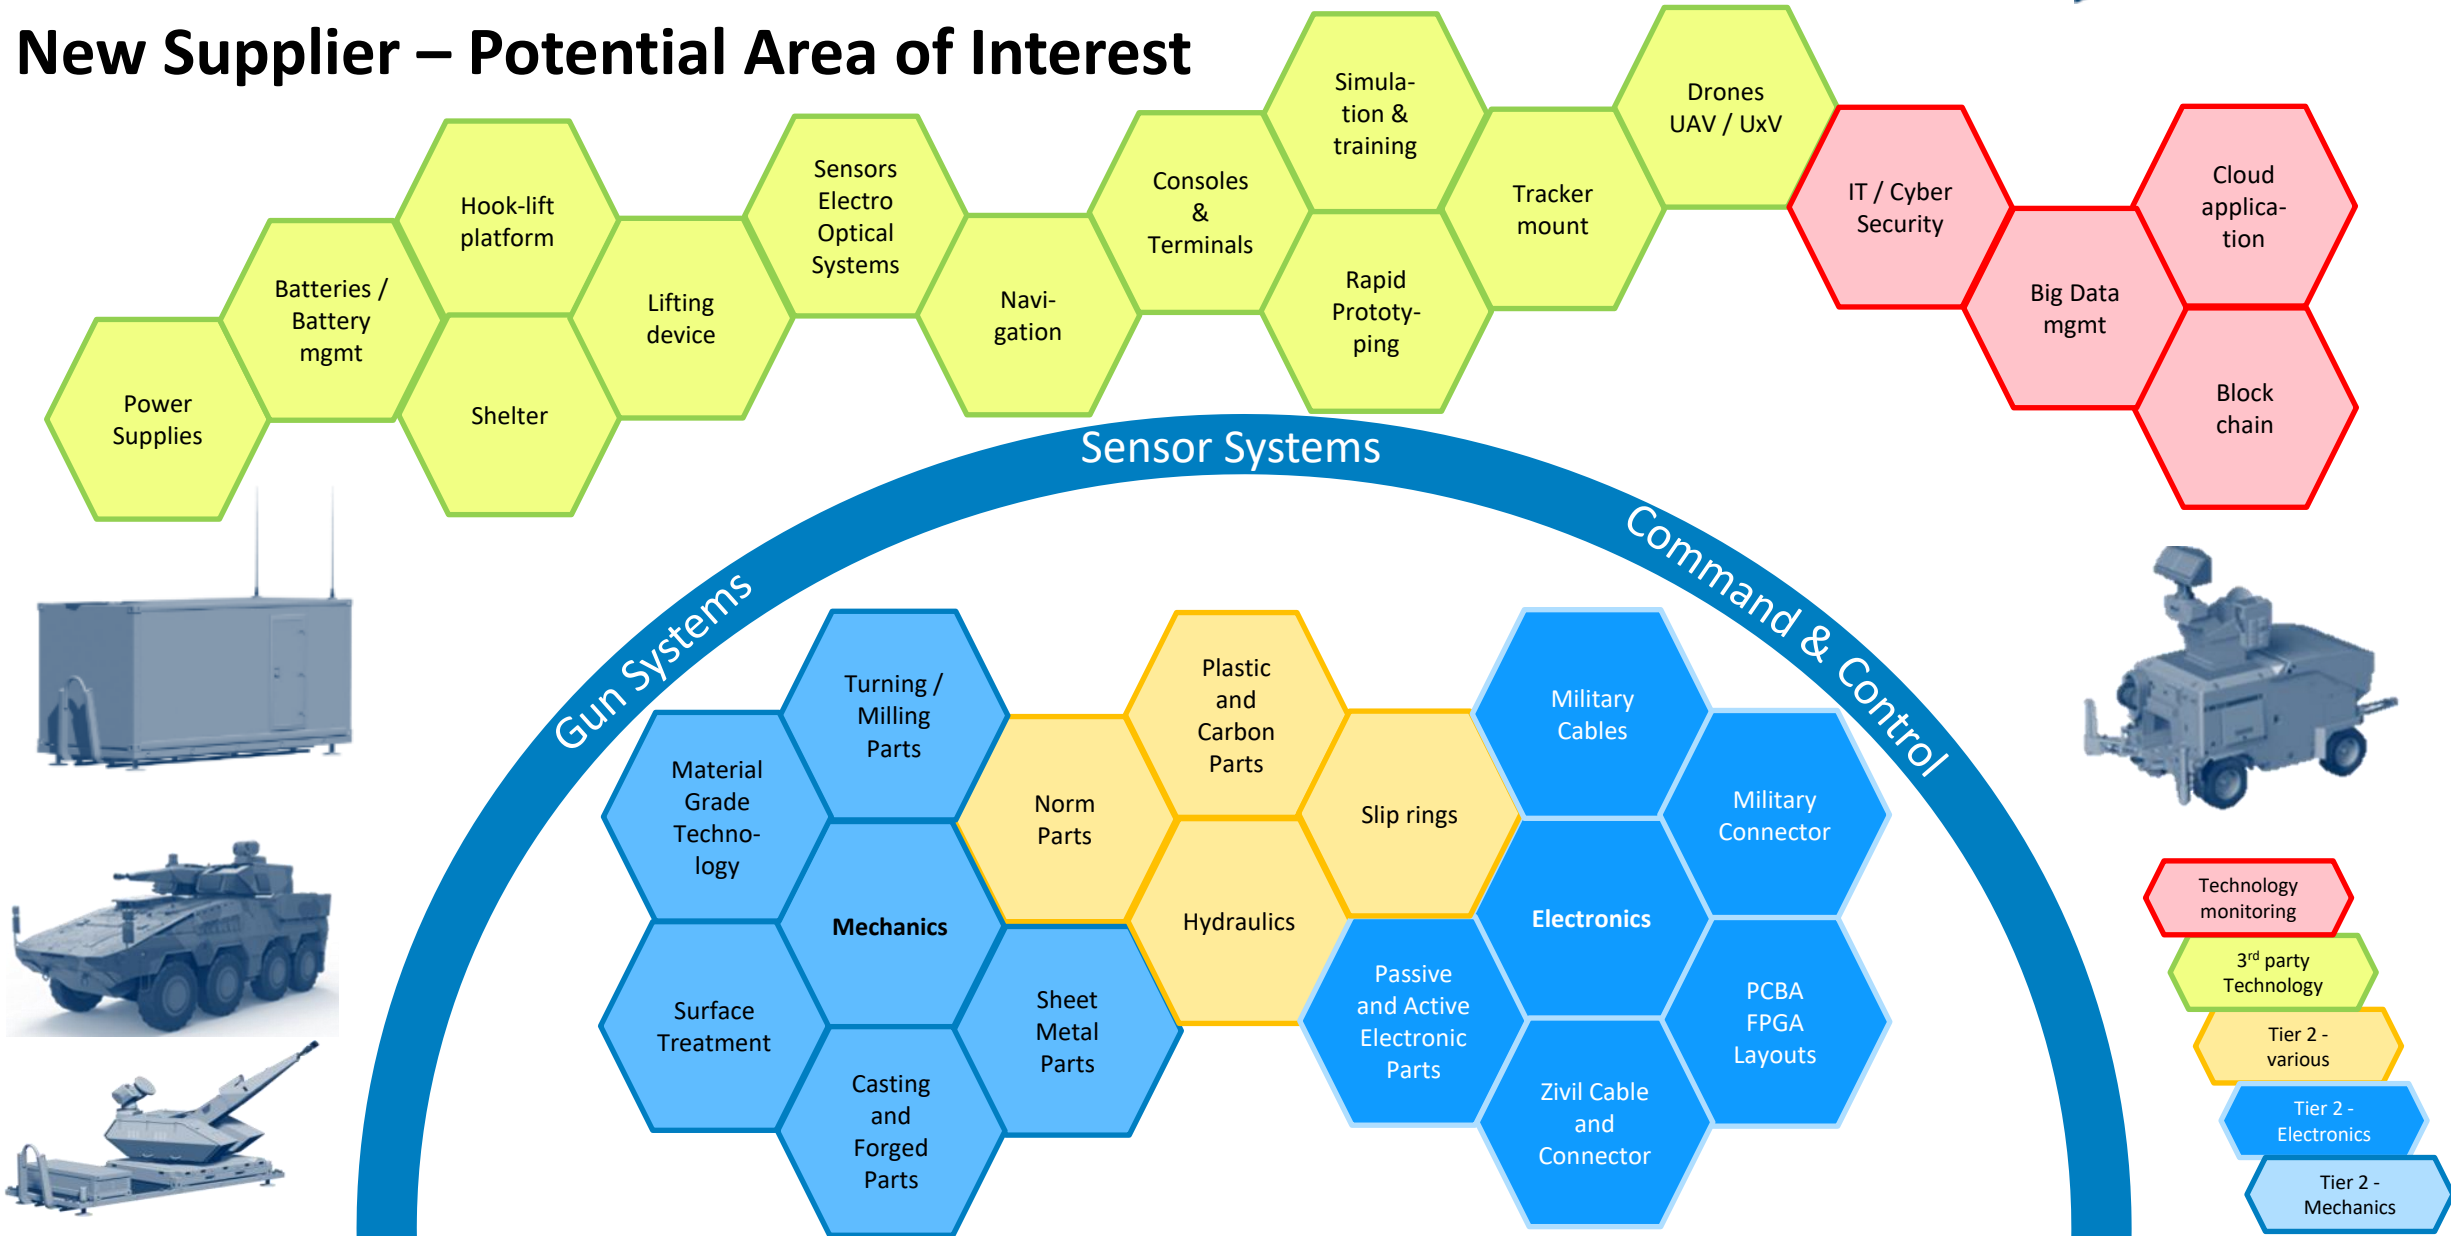 New Supplier – Potential Area of Interest
Power
Supplies
Batteries /
Battery
mgmt
Hook-lift
platform
Shelter
Lifting
device
Sensors
Electro
Optical
Systems
Navi-
gation
Consoles
&
Terminals
Simula-
tion &
training
Rapid
Prototy-
ping
Tracker
mount
Drones
UAV / UxV
IT / Cyber
Security
Big Data
mgmt
Cloud
applica-
tion
Block
chain
Gun Systems
Sensor Systems
Command & Control
Material
Grade
Techno-
logy
Turning /
Milling
Parts
Mechanics
Surface
Treatment
Casting
and
Forged
Parts
Sheet
Metal
Parts
Norm
Parts
Plastic
and
Carbon
Parts
Hydraulics
Slip rings
Military
Cables
Military
Connector
Electronics
Passive
and Active
Electronic
Parts
Zivil Cable
and
Connector
PCBA
FPGA
Layouts
Technology
monitoring
3rd party
Technology
Tier 2 -
various
Tier 2 -
Electronics
Tier 2 -
Mechanics